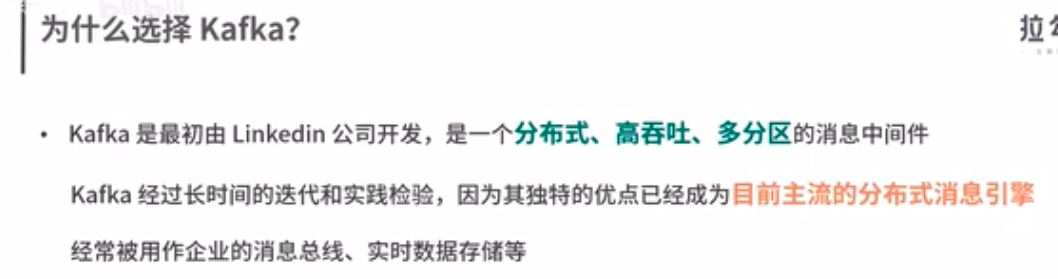 为什么选择 Kafka?
拉
• Kafka 是最初由 Linkedin 公司开发，是一个分布式、高吞吐、多分区的消息中间件
Kafka 经过长时间的迭代和实践检验，因为其独特的优点已经成为目前主流的分布式消息引擎
经常被用作企业的消息总线、实时数据存储等